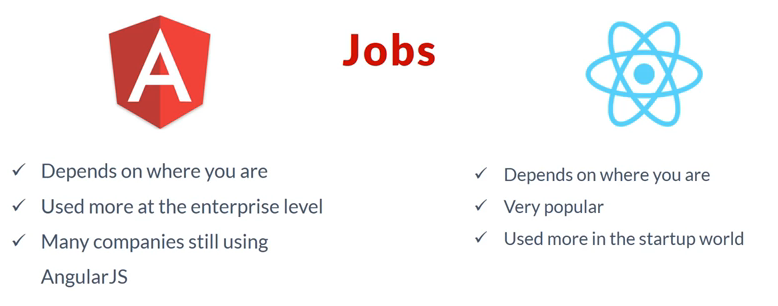 Jobs
✓ Depends on where you are
✓ Used more at the enterprise level
✓ Many companies still using
AngularJS
✓ Depends on where you are
✓ Very popular
✓ Used more in the startup world